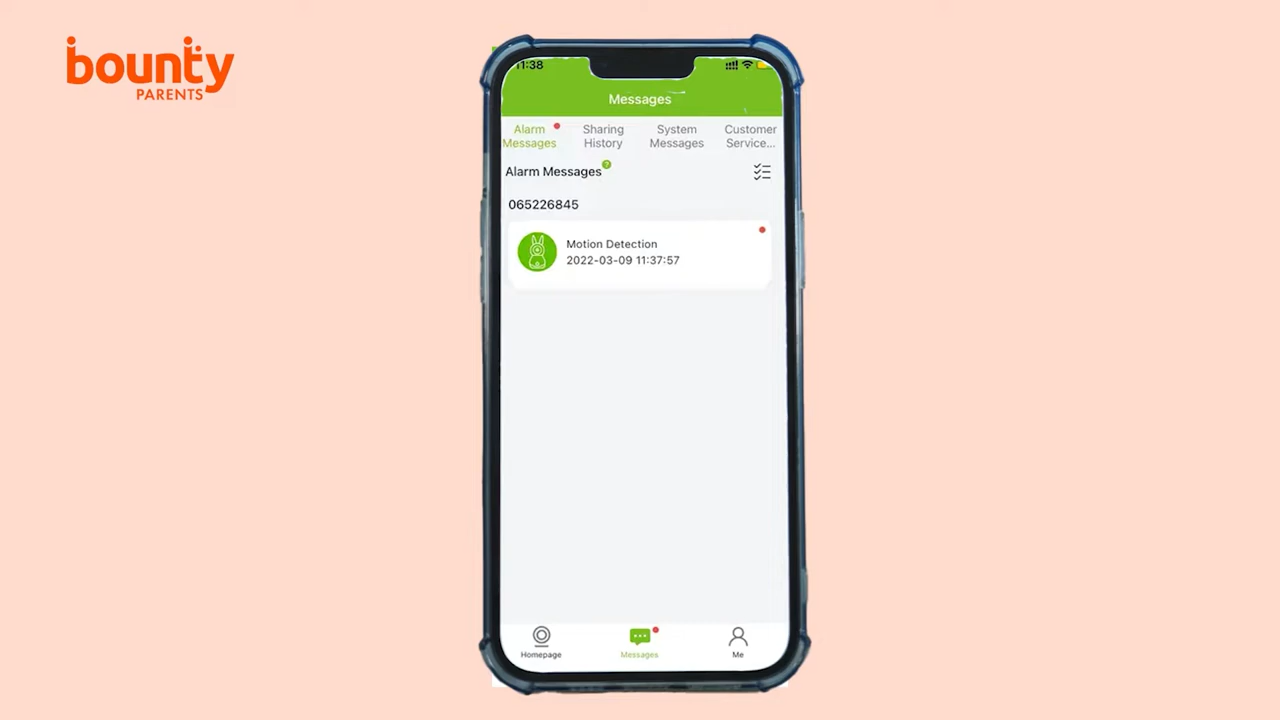 bounty
PARENTS
11:38
Messages
Alarm
Messages
Sharing
History
System
Messages
Customer
Service...
Alarm Messages
?
065226845
Motion Detection
2022-03-09 11:37:57
Homepage
Messages
Me